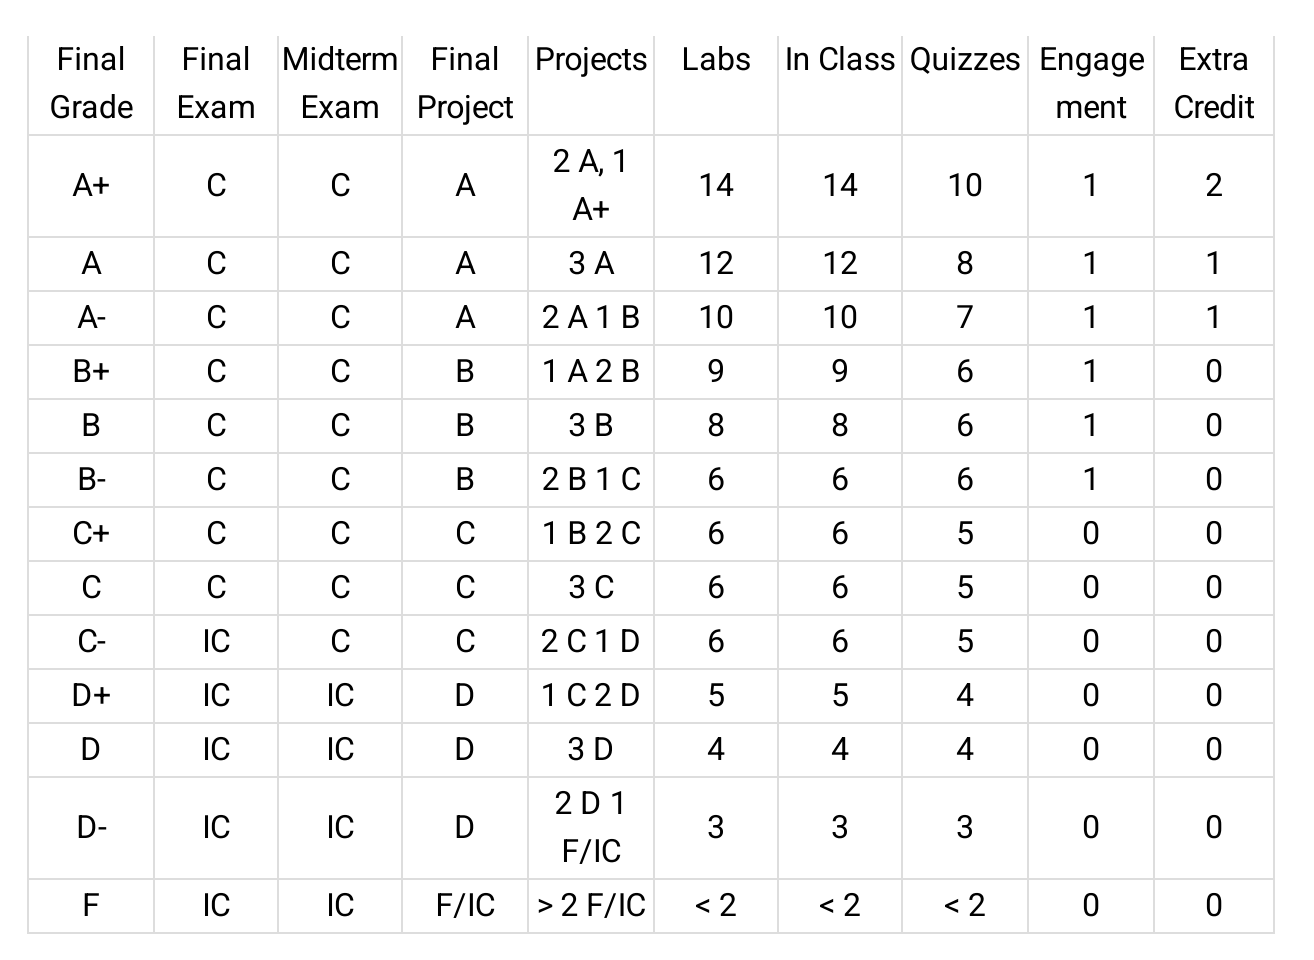 Final Grade Final Exam Midterm Exam Final Project Projects Labs In Class Quizzes Engage ment Extra Credit
A+ C C A 2 A, 1 A+ 14 14 10 1 2
A C C A 3 A 12 12 8 1 1
A- C C A 2 A 1 B 10 10 7 1 1
B+ C C B 1 A 2 B 9 9 6 1 0
B C C B 3 B 8 8 6 1 0
B- C C B 2 B 1 C 6 6 6 1 0
C+ C C C 1 B 2 C 6 6 5 0 0
C C C C 3 C 6 6 5 0 0
C- IC C C 2 C 1 D 6 6 5 0 0
D+ IC IC D 1 C 2 D 5 5 4 0 0
D IC IC D 3 D 4 4 4 0 0
D- IC IC D 2 D 1 F/IC 3 3 3 0 0
F IC IC F/IC > 2 F/IC < 2 < 2 < 2 0 0